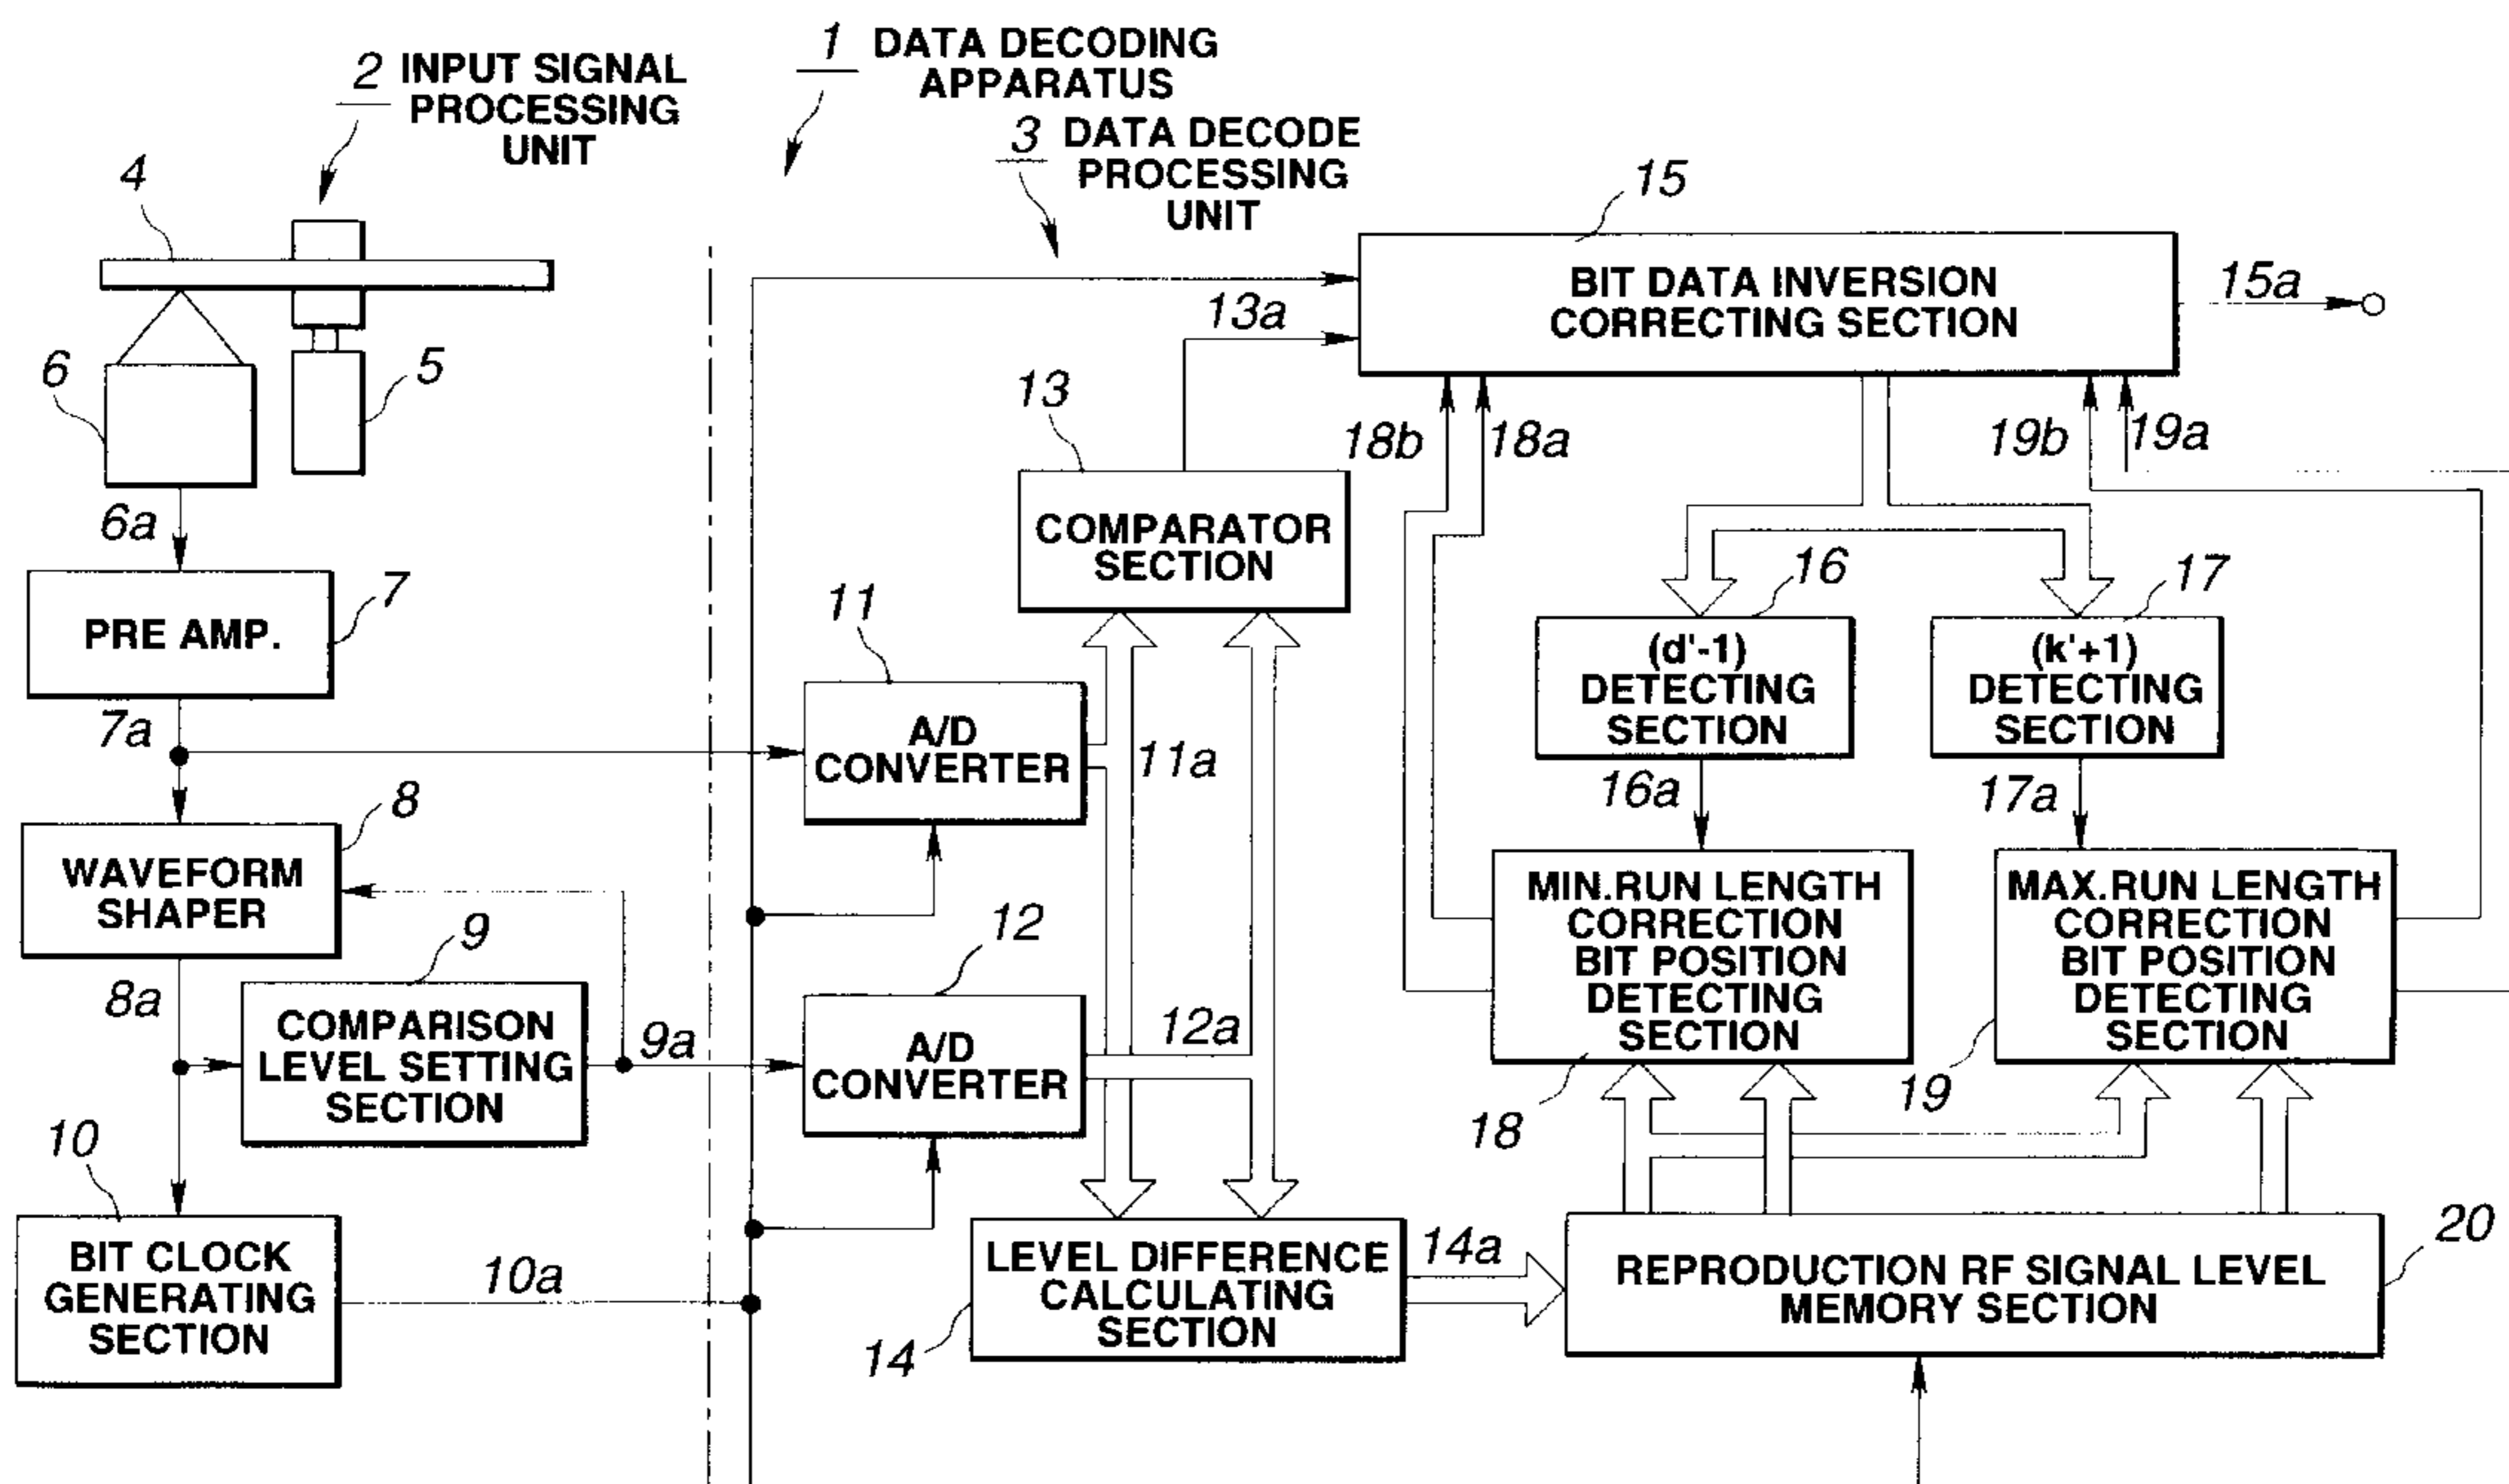 1 DATA DECODING
APPARATUS
2 INPUT SIGNAL
PROCESSING
UNIT
3 DATA DECODE
PROCESSING
UNIT
4
5
6
6a
PRE AMP.
7
7a
WAVEFORM
SHAPER
8
8a
9
COMPARISON
LEVEL SETTING
SECTION
9a
10
BIT CLOCK
GENERATING
SECTION
10a
11
A/D
CONVERTER
11a
12
A/D
CONVERTER
12a
13
COMPARATOR
SECTION
13a
LEVEL DIFFERENCE
CALCULATING
SECTION
14
14a
15
BIT DATA INVERSION
CORRECTING SECTION
15a
18b
18a
19b
19a
16
(d'-1)
DETECTING
SECTION
16a
17
(k'+1)
DETECTING
SECTION
17a
MIN.RUN LENGTH
CORRECTION
BIT POSITION
DETECTING
SECTION
18
MAX.RUN LENGTH
CORRECTION
BIT POSITION
DETECTING
SECTION
19
REPRODUCTION RF SIGNAL LEVEL
MEMORY SECTION
20